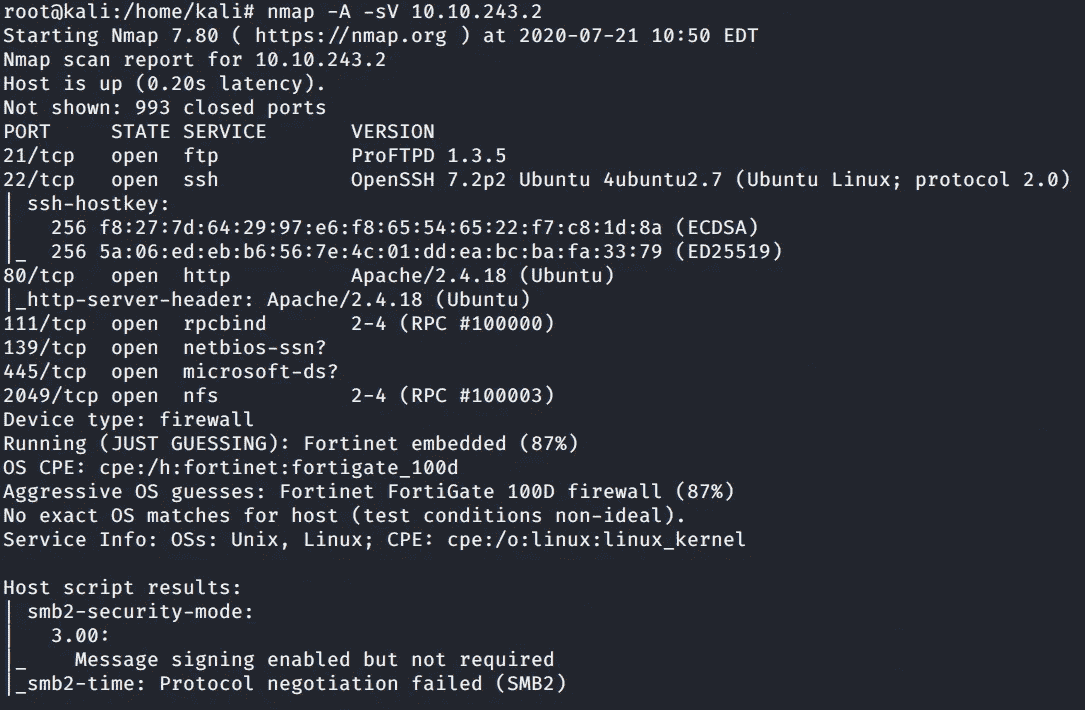 root@kali:/home/kali# nmap -A -sV 10.10.243.2
Starting Nmap 7.80 ( https://nmap.org ) at 2020-07-21 10:50 EDT
Nmap scan report for 10.10.243.2
Host is up (0.20s latency).
Not shown: 993 closed ports
PORT     STATE SERVICE       VERSION
21/tcp   open  ftp           ProFTPD 1.3.5
22/tcp   open  ssh           OpenSSH 7.2p2 Ubuntu 4ubuntu2.7 (Ubuntu Linux; protocol 2.0)
| ssh-hostkey:
|   256 f8:27:7d:64:29:97:e6:f8:65:54:65:22:f7:c8:1d:8a (ECDSA)
|_  256 5a:06:ed:eb:b6:56:7e:4c:01:dd:ea:bc:ba:fa:33:79 (ED25519)
80/tcp   open  http          Apache/2.4.18 (Ubuntu)
|_http-server-header: Apache/2.4.18 (Ubuntu)
111/tcp  open  rpcbind       2-4 (RPC #100000)
139/tcp  open  netbios-ssn?
445/tcp  open  microsoft-ds?
2049/tcp open  nfs           2-4 (RPC #100003)
Device type: firewall
Running (JUST GUESSING): Fortinet embedded (87%)
OS CPE: cpe:/h:fortinet:fortigate_100d
Aggressive OS guesses: Fortinet FortiGate 100D firewall (87%)
No exact OS matches for host (test conditions non-ideal).
Service Info: OSs: Unix, Linux; CPE: cpe:/o:linux:linux_kernel

Host script results:
| smb2-security-mode:
|   3.00:
|_    Message signing enabled but not required
|_smb2-time: Protocol negotiation failed (SMB2)